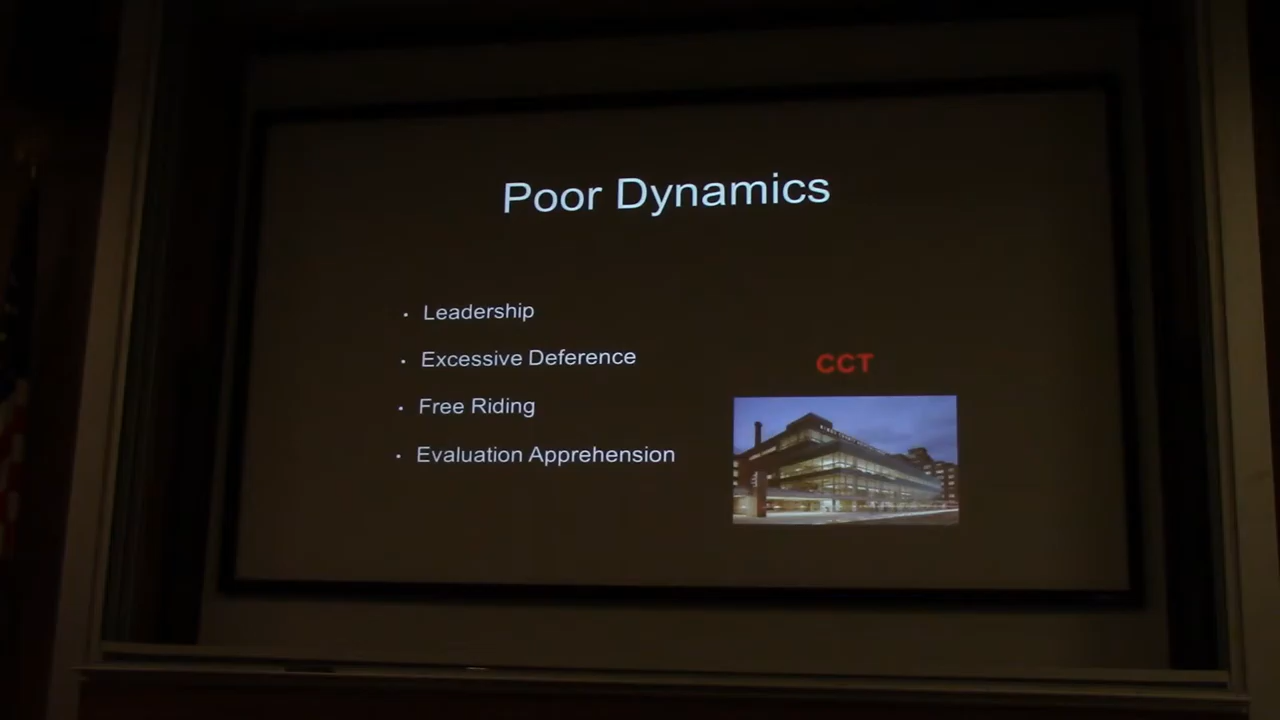 Poor Dynamics
· Leadership
· Excessive Deference
· Free Riding
· Evaluation Apprehension
CCT